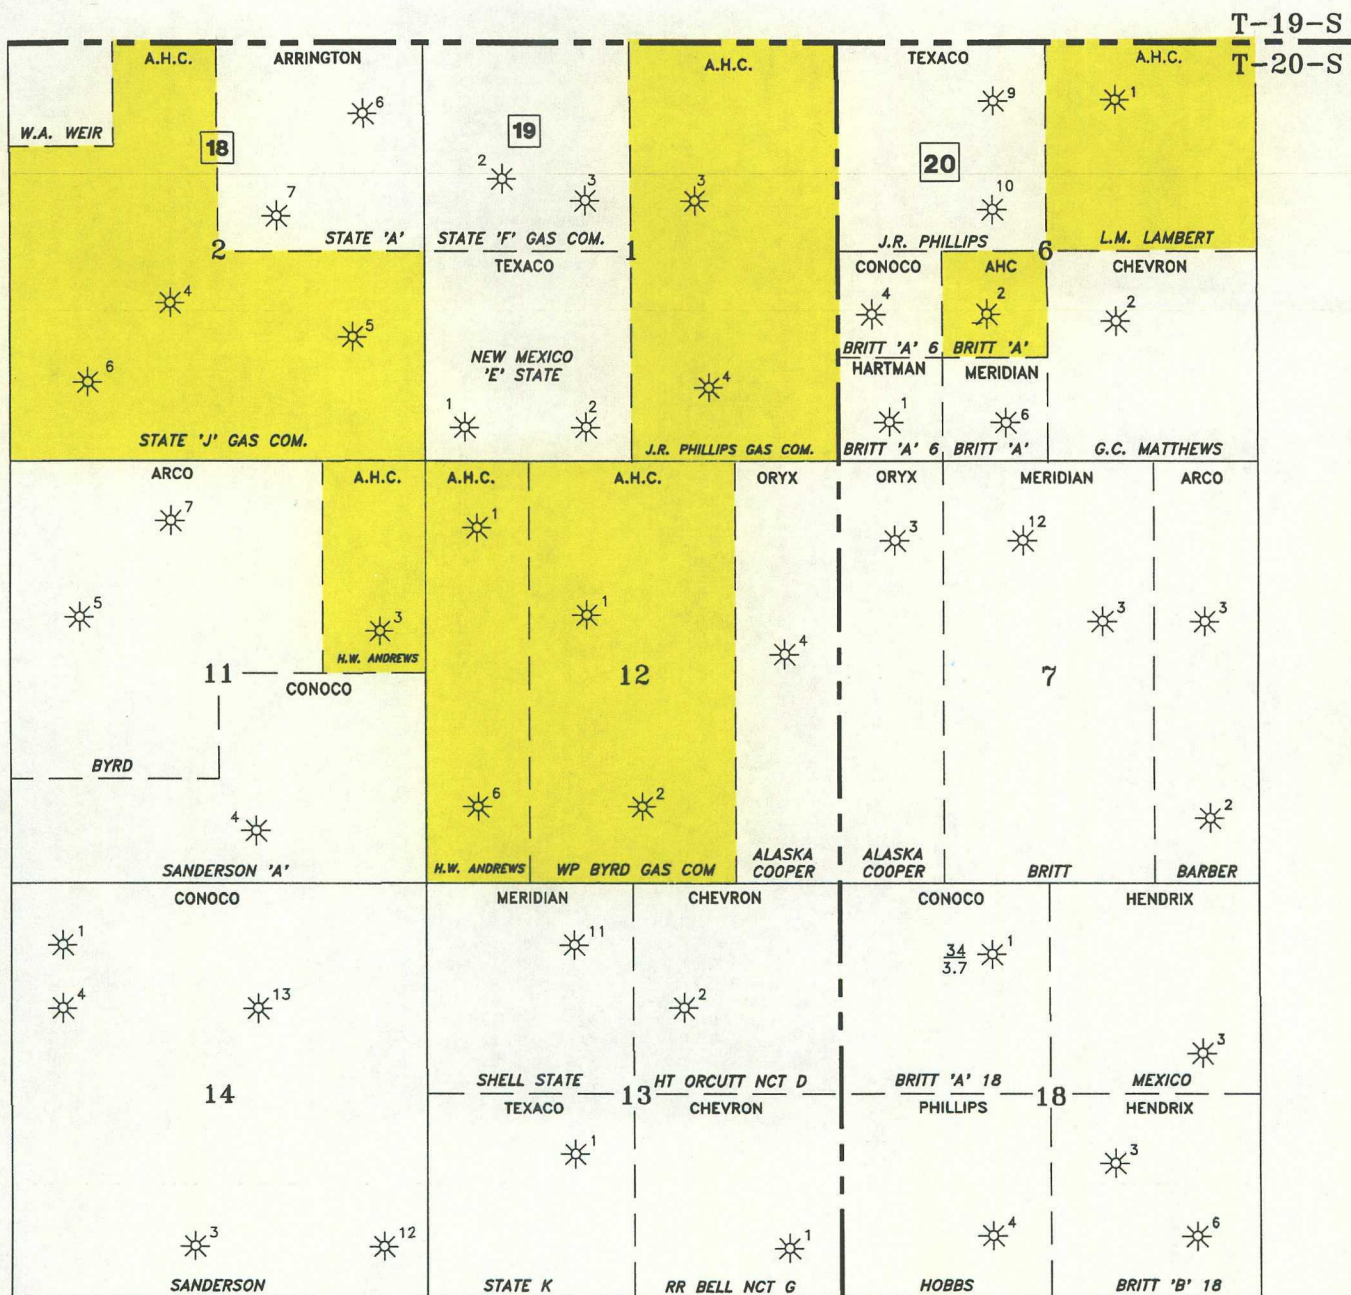 T-19-S
T-20-S
A.H.C.
ARRINGTON
A.H.C.
TEXACO
A.H.C.
6
9
1
W.A. WEIR
18
19
20
2
3
3
7
10
STATE 'A'
STATE 'F' GAS COM.
J.R. PHILLIPS
L.M. LAMBERT
2
1
6
TEXACO
CONOCO
AHC
CHEVRON
4
5
4
2
2
NEW MEXICO
'E' STATE
BRITT 'A' 6
BRITT 'A'
HARTMAN
MERIDIAN
6
4
1
2
1
6
STATE 'J' GAS COM.
J.R. PHILLIPS GAS COM.
BRITT 'A' 6
BRITT 'A'
G.C. MATTHEWS
ARCO
A.H.C.
A.H.C.
A.H.C.
ORYX
ORYX
MERIDIAN
ARCO
7
1
3
12
5
3
1
4
3
3
H.W. ANDREWS
11
12
7
CONOCO
BYRD
4
6
2
2
SANDERSON 'A'
H.W. ANDREWS
WP BYRD GAS COM
ALASKA
COOPER
ALASKA
COOPER
BRITT
BARBER
CONOCO
MERIDIAN
CHEVRON
CONOCO
HENDRIX
1
11
34
3.7
1
4
13
2
3
14
SHELL STATE
HT ORCUTT NCT D
BRITT 'A' 18
MEXICO
13
18
TEXACO
CHEVRON
PHILLIPS
HENDRIX
1
3
3
12
1
4
6
SANDERSON
STATE K
RR BELL NCT G
HOBBS
BRITT 'B' 18